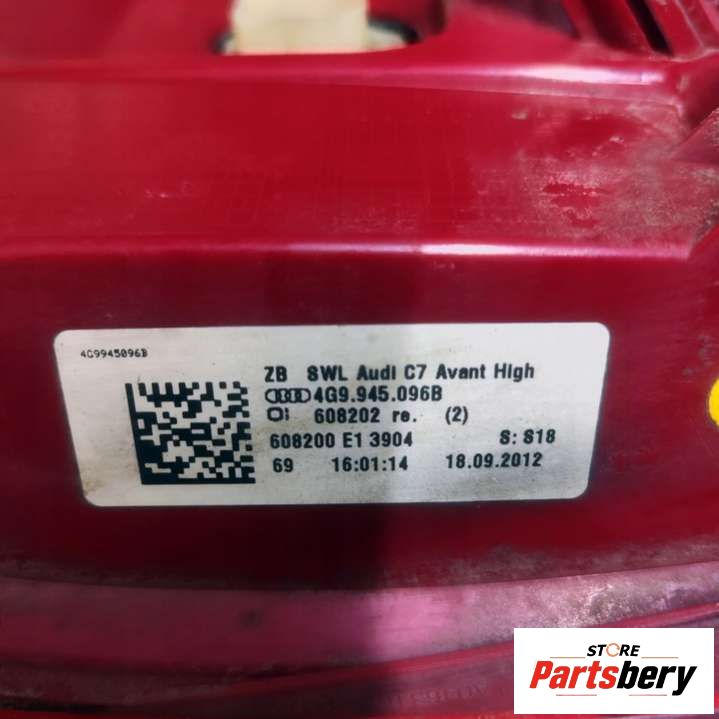 4G9945096B
ZB SWL Audi C7 Avant High
4G9.945.096B
608202 re. (2)
608200 E1 3904 S: S18
69 16:01:14 18.09.2012
STORE
Partsbery